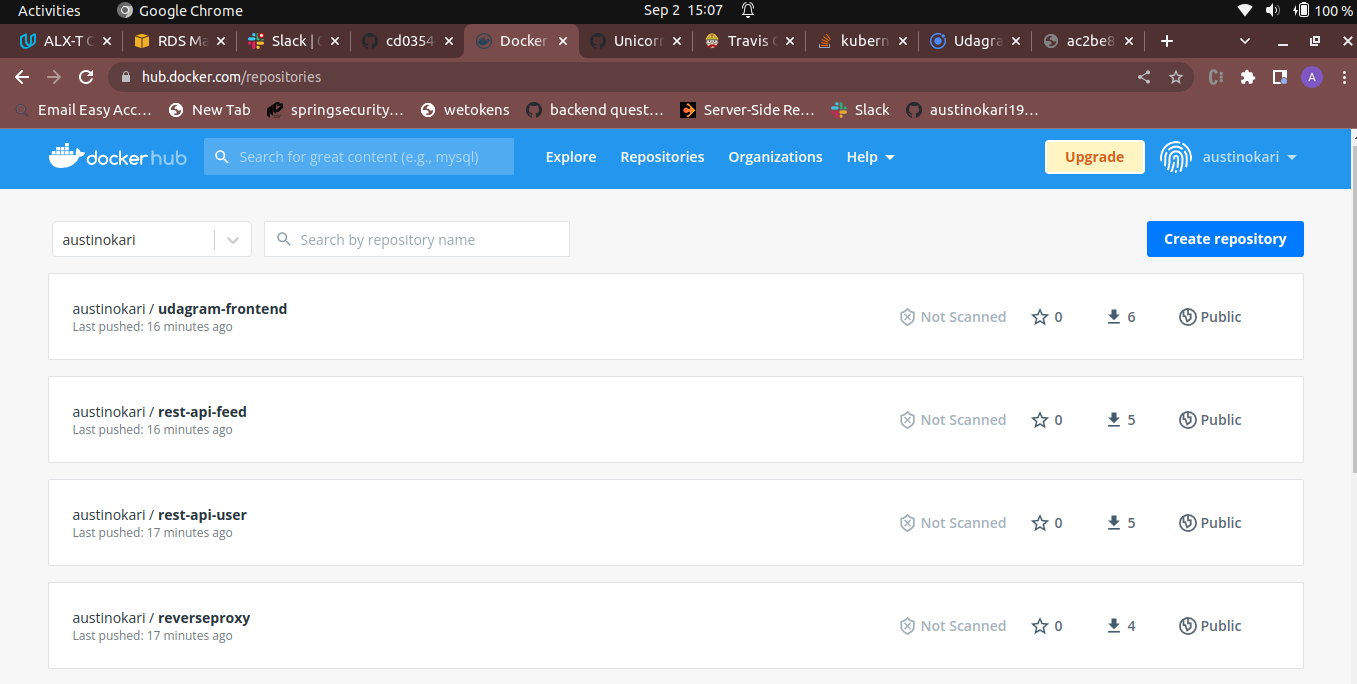 Activities Google Chrome Sep 2 15:07 100 %
ALX-T C RDS Ma Slack | C cd0354 Docker Unicorn Travis C kubern Udagra ac2be8
hub.docker.com/repositories A
Email Easy Acc... New Tab springsecurity,... wetokens backend quest... Server-Side Re... Slack austinokari19...
docker hub Search for great content (e.g., mysql) Explore Repositories Organizations Help Upgrade austinokari
austinokari Search by repository name Create repository
austinokari / udagram-frontend
Last pushed: 16 minutes ago
Not Scanned 0 6 Public
austinokari / rest-api-feed
Last pushed: 16 minutes ago
Not Scanned 0 5 Public
austinokari / rest-api-user
Last pushed: 17 minutes ago
Not Scanned 0 5 Public
austinokari / reverseproxy
Last pushed: 17 minutes ago
Not Scanned 0 4 Public